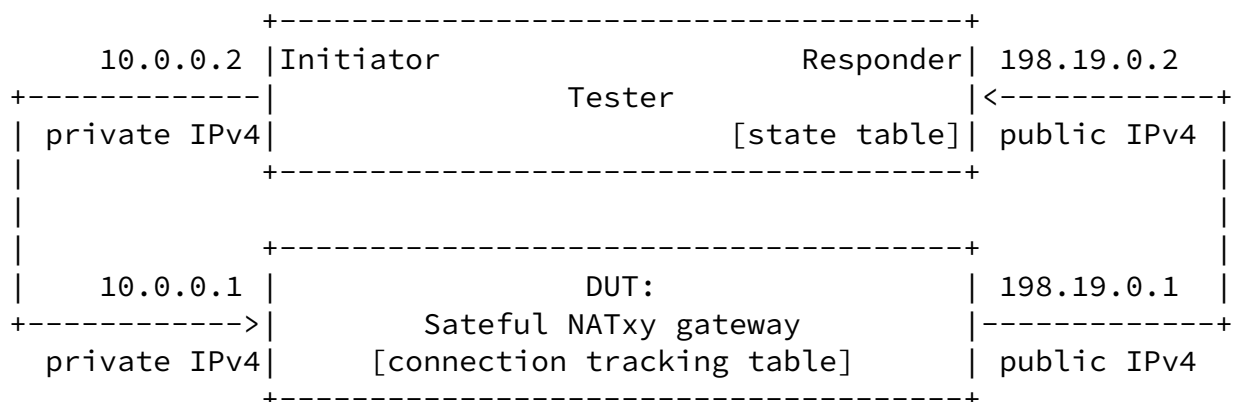 10.0.0.2 Initiator Responder 198.19.0.2
Tester
private IPv4 [state table] public IPv4
10.0.0.1 DUT: 198.19.0.1
Sateful NATxy gateway
private IPv4 [connection tracking table] public IPv4